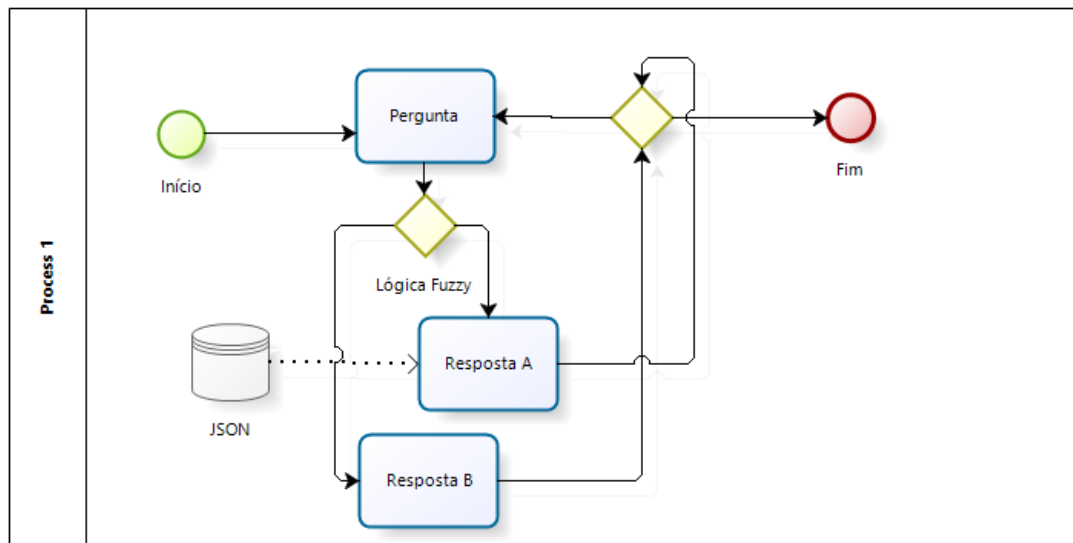 Process 1
Pergunta
Início
Fim
Lógica Fuzzy
Resposta A
JSON
Resposta B